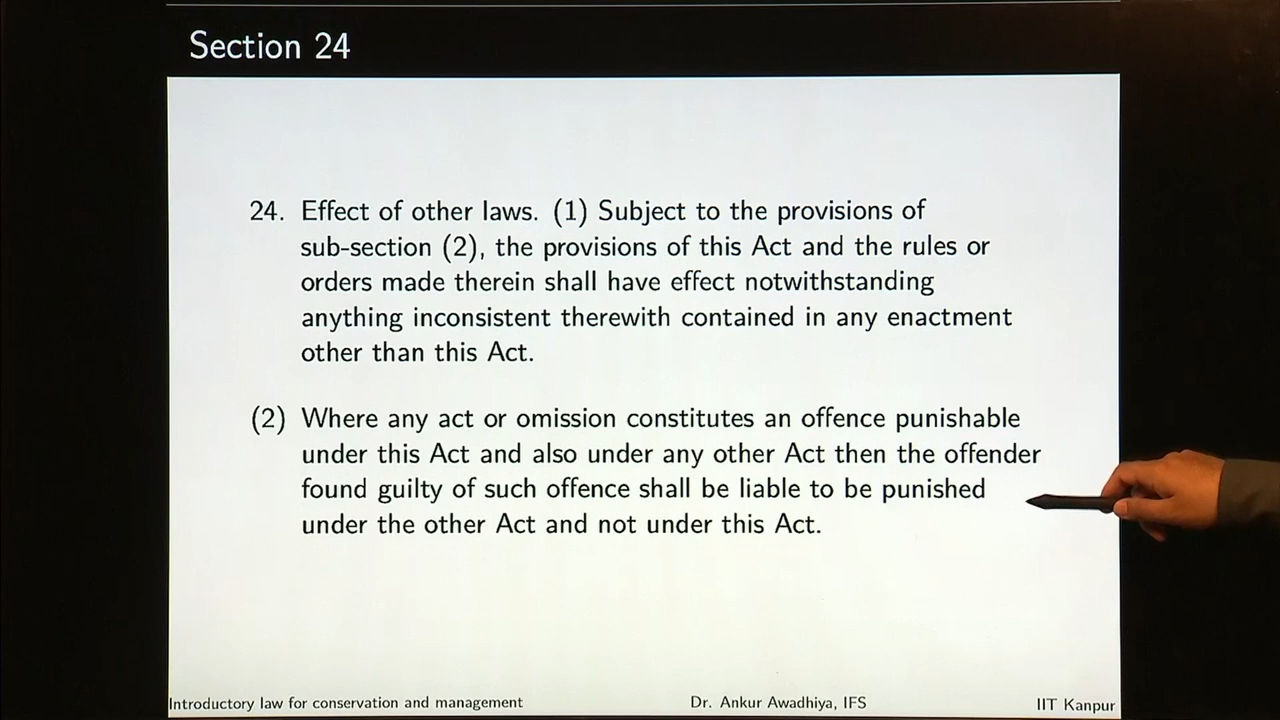 Section 24
24. Effect of other laws. (1) Subject to the provisions of
sub-section (2), the provisions of this Act and the rules or
orders made therein shall have effect notwithstanding
anything inconsistent therewith contained in any enactment
other than this Act.
(2) Where any act or omission constitutes an offence punishable
under this Act and also under any other Act then the offender
found guilty of such offence shall be liable to be punished
under the other Act and not under this Act.
Introductory law for conservation and management Dr. Ankur Awadhiya, IFS IIT Kanpur